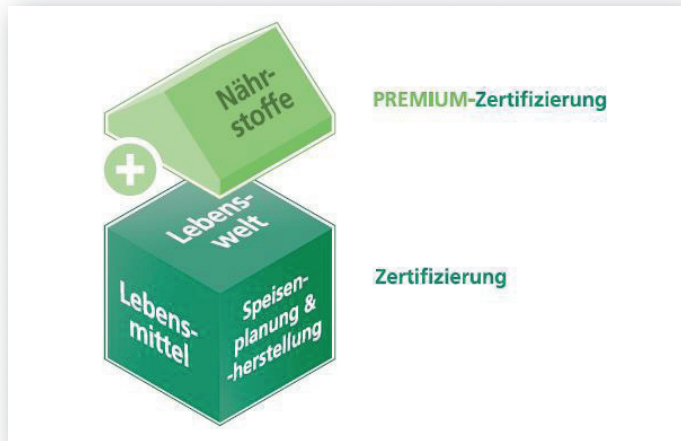 Nähr-
stoffe
PREMIUM-Zertifizierung
+
Lebens-
welt
Lebens-
mittel
Speisen-
planung &
-herstellung
Zertifizierung